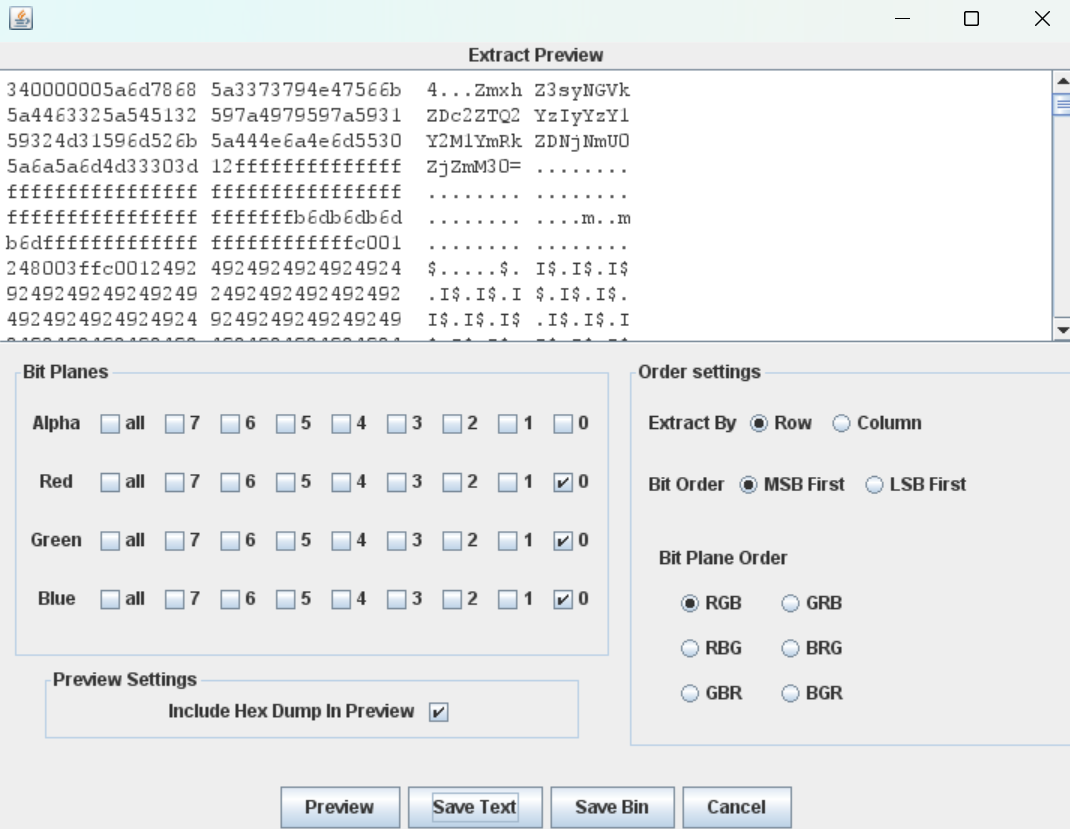 Extract Preview
340000005a6d7868 5a3373794e47566b 4...Zmxh Z3syNGVk
5a4463325a545132 597a4979597a5931 ZDc2ZTQ2 YzIyYzY1
59324d31596d526b 5a444e6a4e6d5530 Y2M1YmRk ZDNjNmU0
5a6a5a6d4d33303d 12ffffffffffffff ZjZmM30= ........
ffffffffffffffff ffffffffffffffff ........ ........
ffffffffffffffff fffffffb6db6db6d ........ ....m..m
b6dfffffffffffff ffffffffffffc001 ........ ........
248003ffc0012492 4924924924924924 $.....$. I$.I$.I$
9249249249249249 2492492492492492 .I$.I$.I $.I$.I$.
4924924924924924 9249249249249249 I$.I$.I$ .I$.I$.I
Bit Planes
Alpha all 7 6 5 4 3 2 1 0
Red all 7 6 5 4 3 2 1 0
Green all 7 6 5 4 3 2 1 0
Blue all 7 6 5 4 3 2 1 0
Preview Settings
Include Hex Dump In Preview
Order settings
Extract By Row Column
Bit Order MSB First LSB First
Bit Plane Order
RGB GRB
RBG BRG
GBR BGR
Preview Save Text Save Bin Cancel